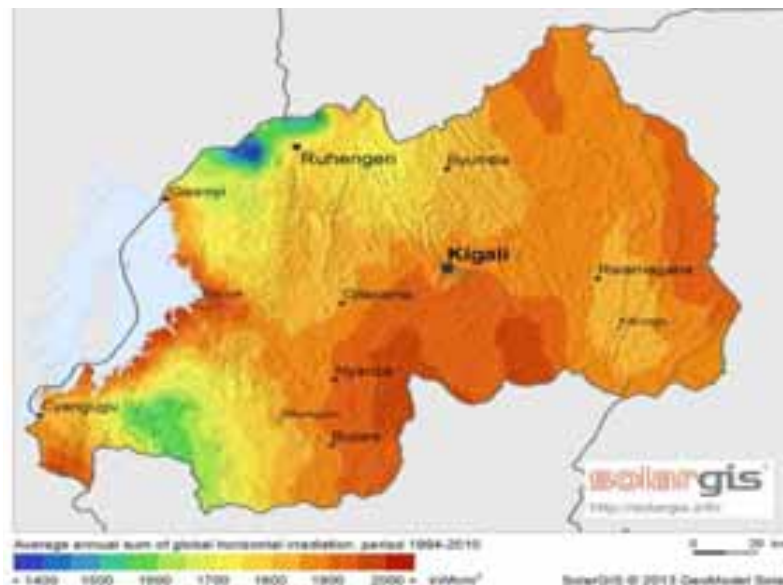 Ruhengeri
Byumba
Gisenyi
Kigali
Rwamagana
Gitarama
Kibungo
Nyanza
Cyangugu
Butare
solargis
http://solargis.info
Average annual sum of global horizontal irradiation, period 1994-2010
0 20 km
< 1400 1500 1600 1700 1800 1900 2000 > kWh/m²
SolarGIS © 2013 GeoModel Solar